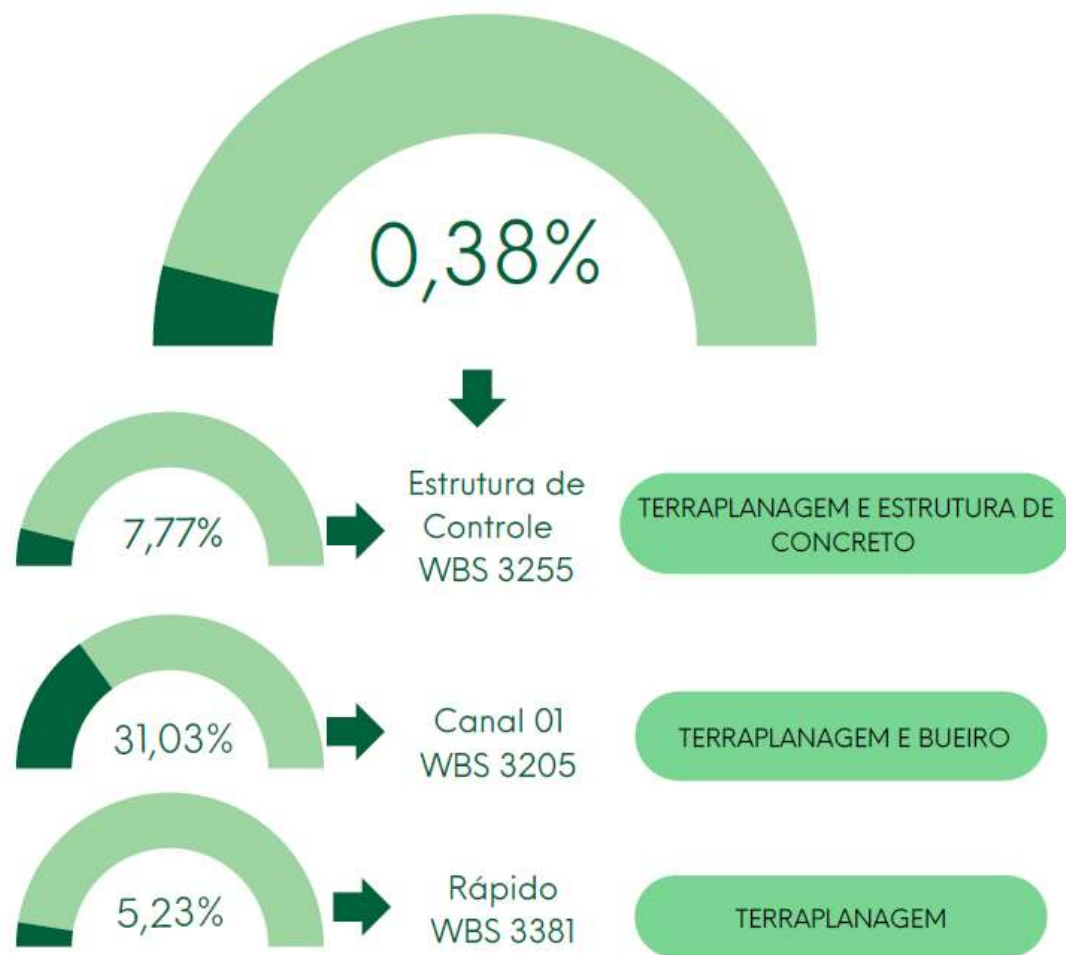 0,38%
7,77%
Estrutura de
Controle
WBS 3255
TERRAPLANAGEM E ESTRUTURA DE
CONCRETO
31,03%
Canal 01
WBS 3205
TERRAPLANAGEM E BUEIRO
5,23%
Rápido
WBS 3381
TERRAPLANAGEM